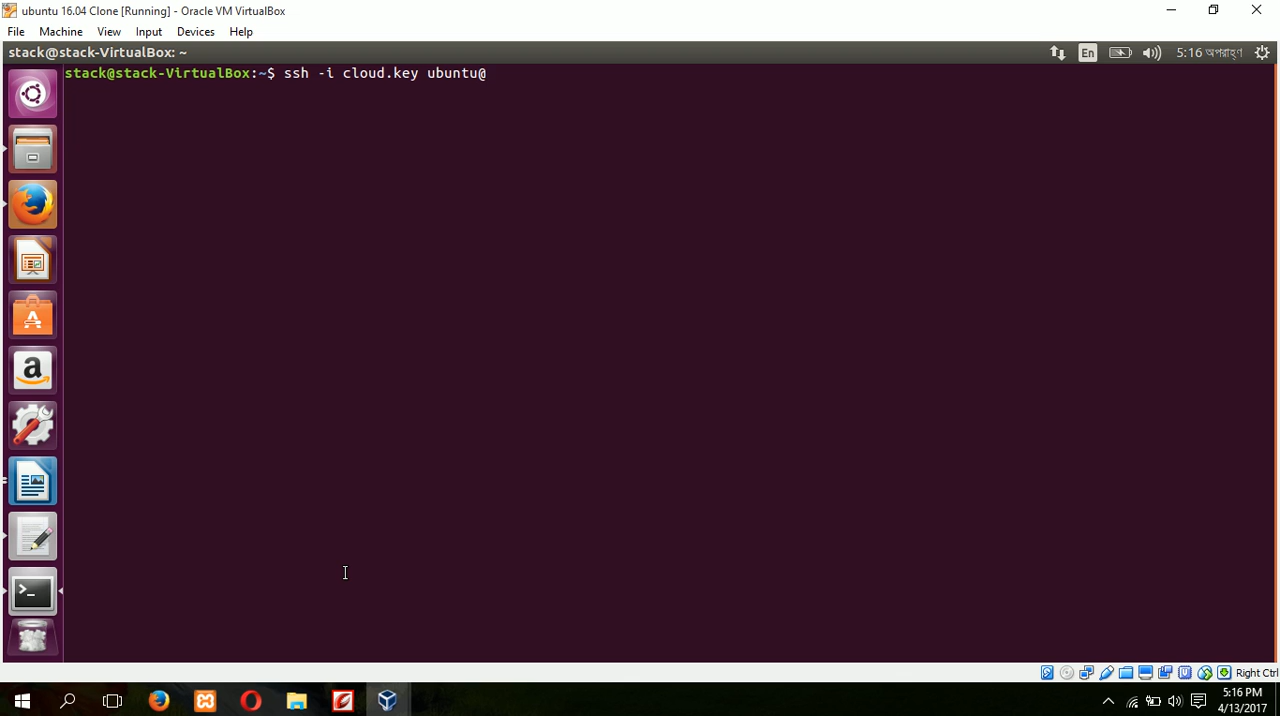 ubuntu 16.04 Clone [Running] - Oracle VM VirtualBox
File Machine View Input Devices Help
stack@stack-VirtualBox: ~
En
5:16 অপরাহ্ণ
stack@stack-VirtualBox:~$ ssh -i cloud.key ubuntu@
Right Ctrl
5:16 PM
4/13/2017